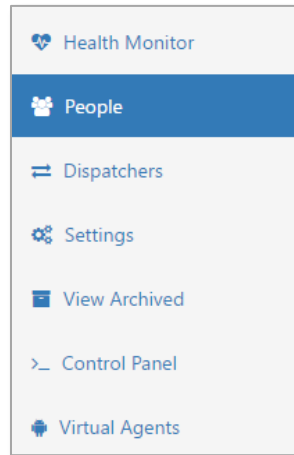 Health Monitor
People
Dispatchers
Settings
View Archived
Control Panel
Virtual Agents